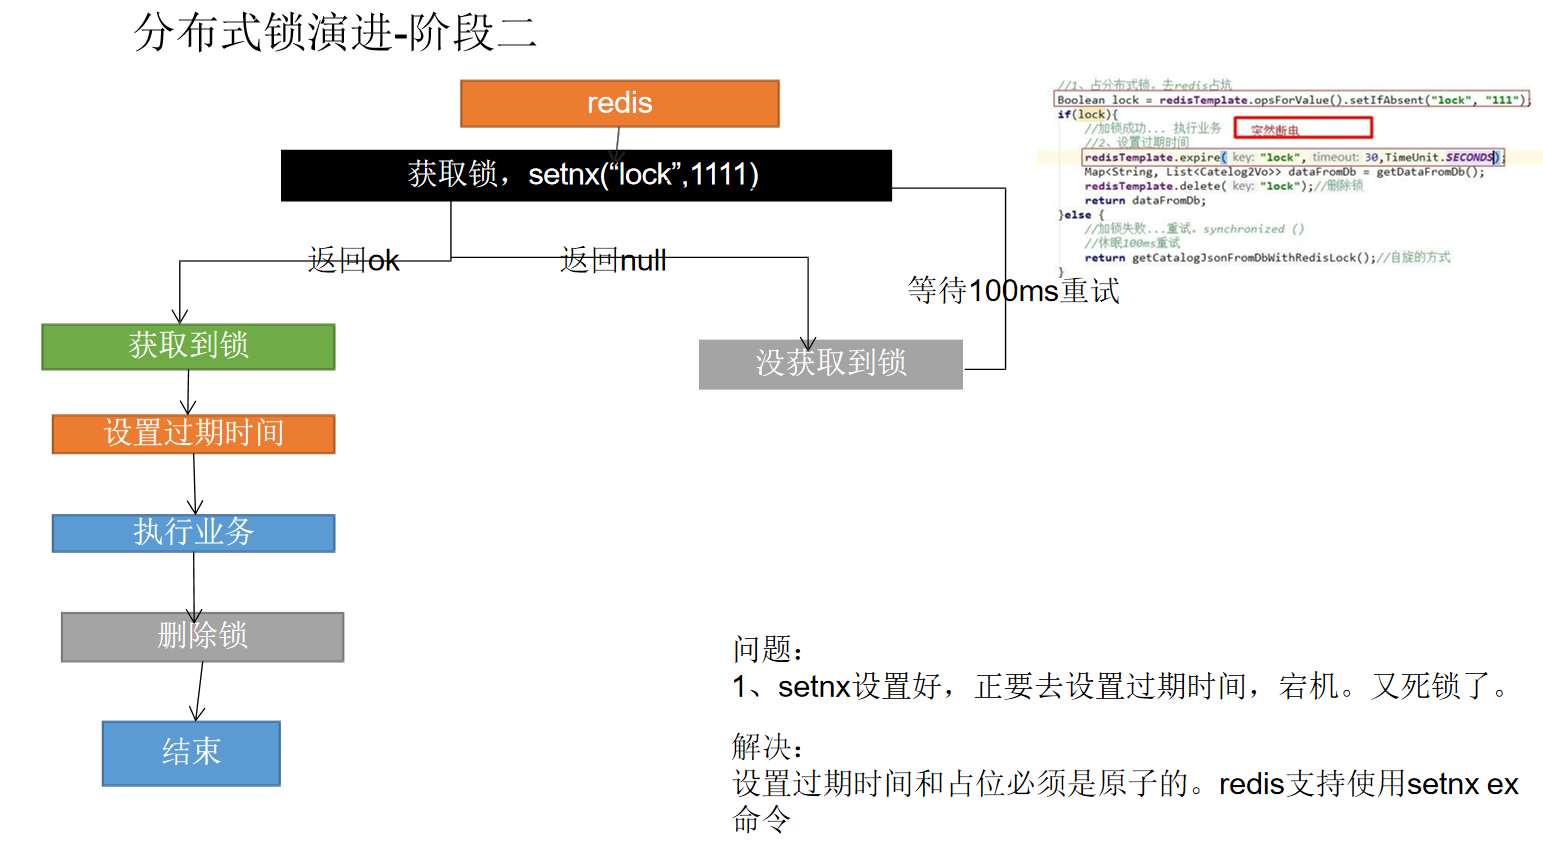 分布式锁演进-阶段二
redis
获取锁，setnx(“lock”,1111)
返回ok
返回null
等待100ms重试
获取到锁
没获取到锁
设置过期时间
执行业务
删除锁
结束
//1、占分布式锁。去redis占坑
Boolean lock = redisTemplate.opsForValue().setIfAbsent("lock", "111");
if(lock){
//加锁成功... 执行业务
突然断电
//2、设置过期时间
redisTemplate.expire( key: "lock", timeout: 30,TimeUnit.SECONDS);
Map<String, List<Catelog2Vo>> dataFromDb = getDataFromDb();
redisTemplate.delete( key: "lock");//删除锁
return dataFromDb;
}else {
//加锁失败...重试。synchronized ()
//休眠100ms重试
return getCatalogJsonFromDbWithRedisLock();//自旋的方式
}
问题：
1、setnx设置好，正要去设置过期时间，宕机。又死锁了。
解决：
设置过期时间和占位必须是原子的。redis支持使用setnx ex
命令